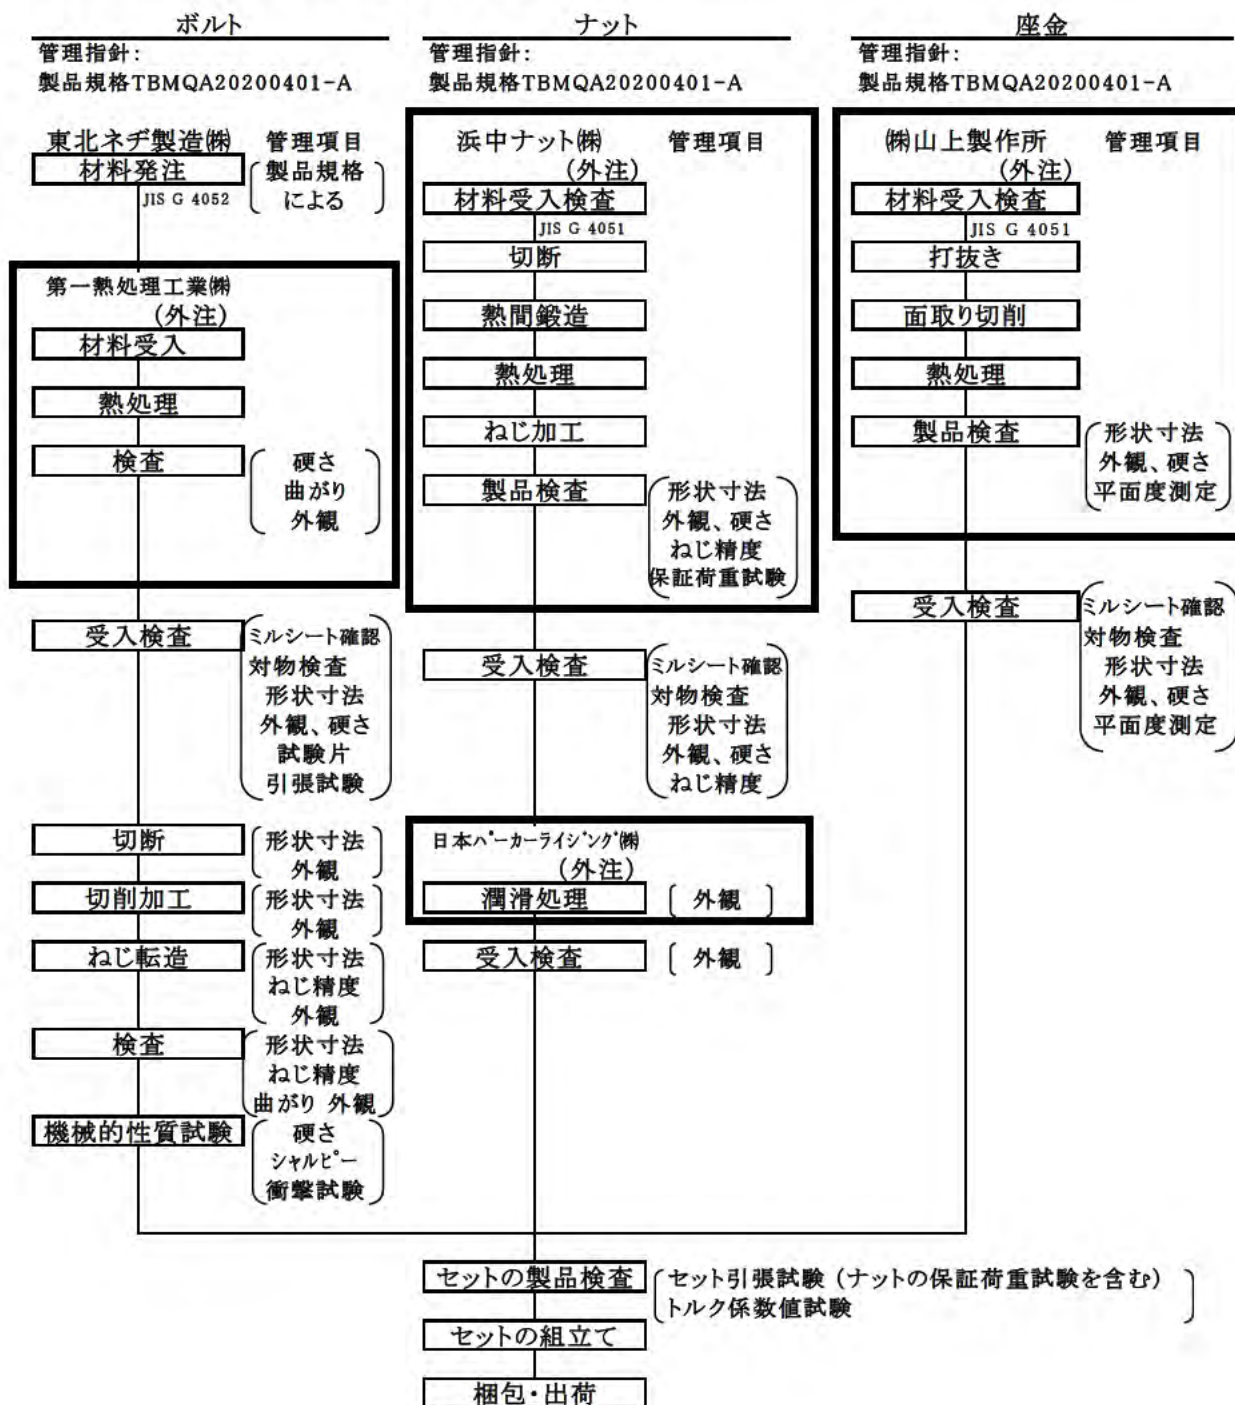 ボルト
管理指針:
製品規格TBMQA20200401-A
東北ネヂ製造㈱ 管理項目
材料発注 製品規格
JIS G 4052 による
第一熱処理工業㈱
(外注)
材料受入
熱処理
検査 硬さ
曲がり
外観
受入検査 ミルシート確認
対物検査
形状寸法
外観、硬さ
試験片
引張試験
切断 形状寸法
外観
切削加工 形状寸法
外観
ねじ転造 形状寸法
ねじ精度
外観
検査 形状寸法
ねじ精度
曲がり 外観
機械的性質試験 硬さ
シャルピー
衝撃試験
ナット
管理指針:
製品規格TBMQA20200401-A
浜中ナット㈱ 管理項目
(外注)
材料受入検査
JIS G 4051
切断
熱間鍛造
熱処理
ねじ加工
製品検査 形状寸法
外観、硬さ
ねじ精度
保証荷重試験
受入検査 ミルシート確認
対物検査
形状寸法
外観、硬さ
ねじ精度
日本パーカーライジング㈱
(外注)
潤滑処理 外観
受入検査 外観
座金
管理指針:
製品規格TBMQA20200401-A
㈱山上製作所 管理項目
(外注)
材料受入検査
JIS G 4051
打抜き
面取り切削
熱処理
製品検査 形状寸法
外観、硬さ
平面度測定
受入検査 ミルシート確認
対物検査
形状寸法
外観、硬さ
平面度測定
セットの製品検査 セット引張試験(ナットの保証荷重試験を含む)
トルク係数値試験
セットの組立て
梱包・出荷